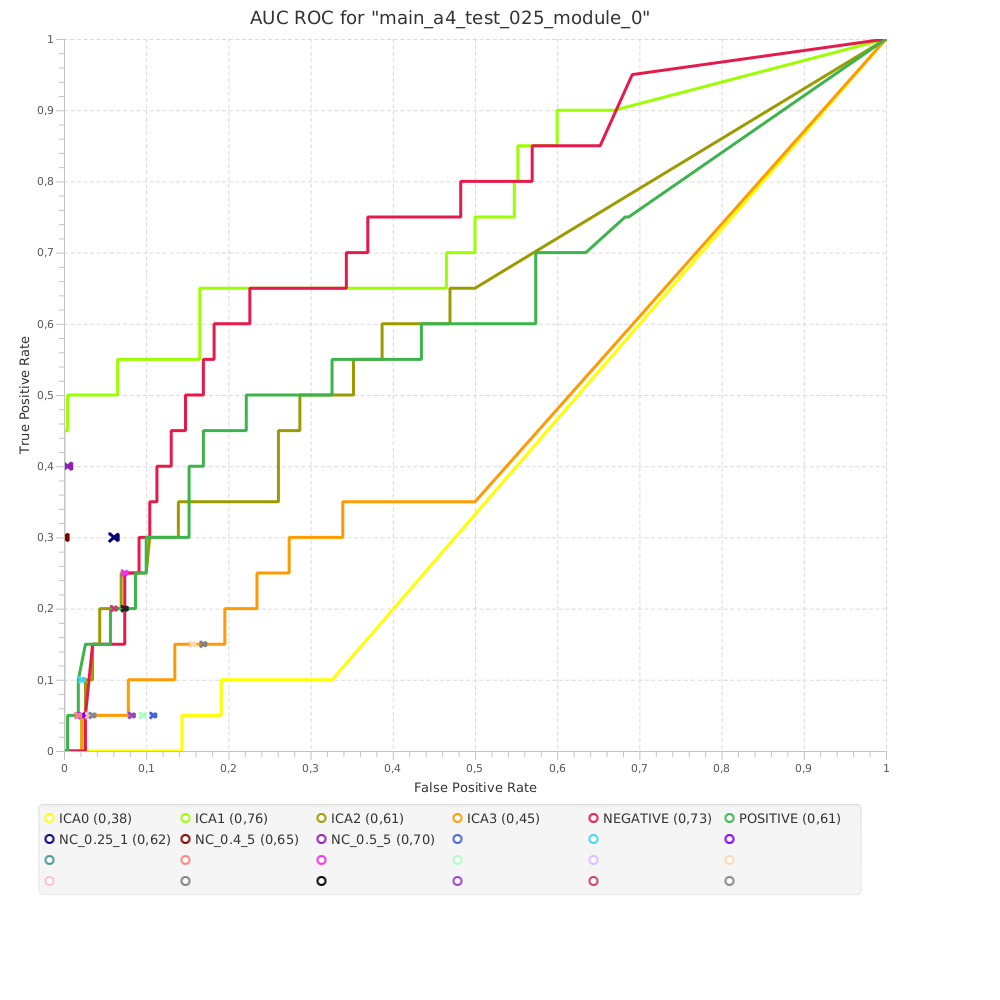 AUC ROC for "main_a4_test_025_module_0"
1
0,9
0,8
0,7
0,6
0,5
0,4
0,3
0,2
0,1
0
True Positive Rate
0 0,1 0,2 0,3 0,4 0,5 0,6 0,7 0,8 0,9 1
False Positive Rate
ICA0 (0,38) ICA1 (0,76) ICA2 (0,61) ICA3 (0,45) NEGATIVE (0,73) POSITIVE (0,61)
NC_0.25_1 (0,62) NC_0.4_5 (0,65) NC_0.5_5 (0,70)